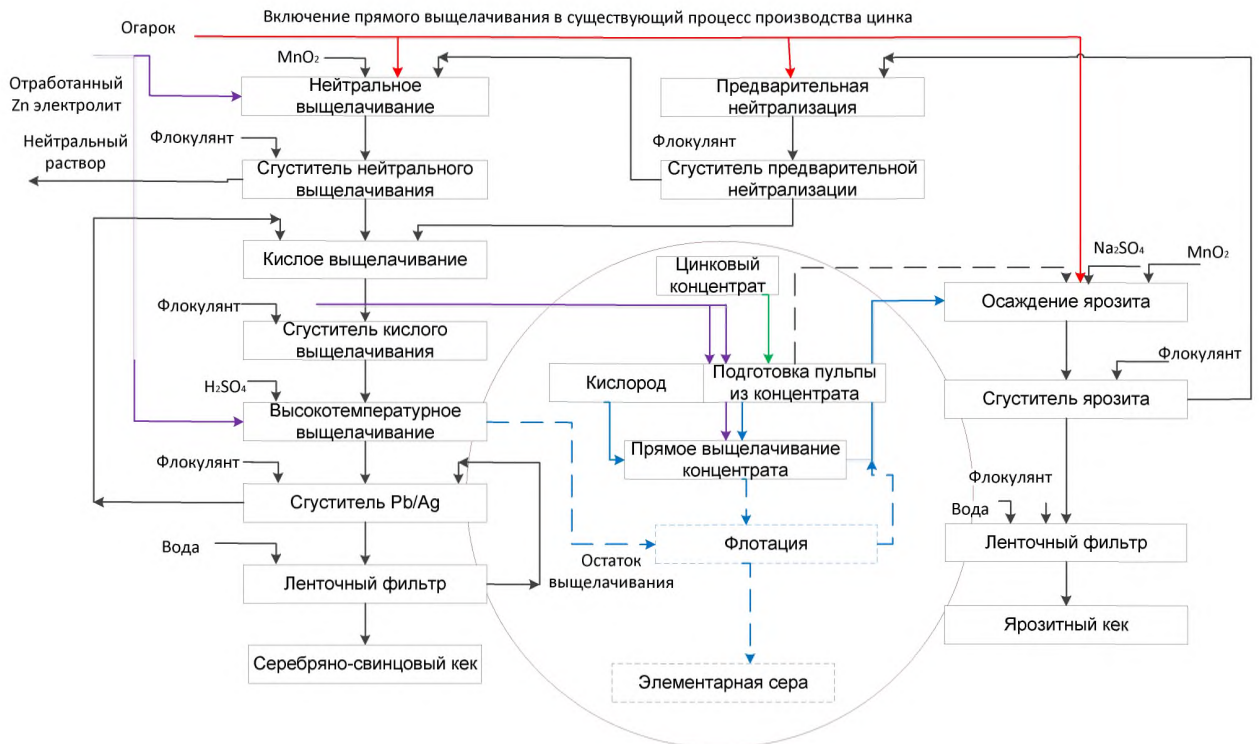 Включение прямого выщелачивания в существующий процесс производства цинка
Огарок
MnO₂
Отработанный
Zn электролит
Нейтральное
выщелачивание
Предварительная
нейтрализация
Нейтральный
раствор
Флокулянт
Флокулянт
Сгуститель нейтрального
выщелачивания
Сгуститель предварительной
нейтрализации
Кислое выщелачивание
Цинковый
концентрат
Na₂SO₄
MnO₂
Осаждение ярозита
Флокулянт
Сгуститель кислого
выщелачивания
Флокулянт
Кислород
Подготовка пульпы
из концентрата
Сгуститель ярозита
H₂SO₄
Высокотемпературное
выщелачивание
Прямое выщелачивание
концентрата
Флокулянт
Сгуститель Pb/Ag
Флокулянт
Вода
Вода
Флотация
Ленточный фильтр
Остаток
выщелачивания
Ленточный фильтр
Ярозитный кек
Серебряно-свинцовый кек
Элементарная сера